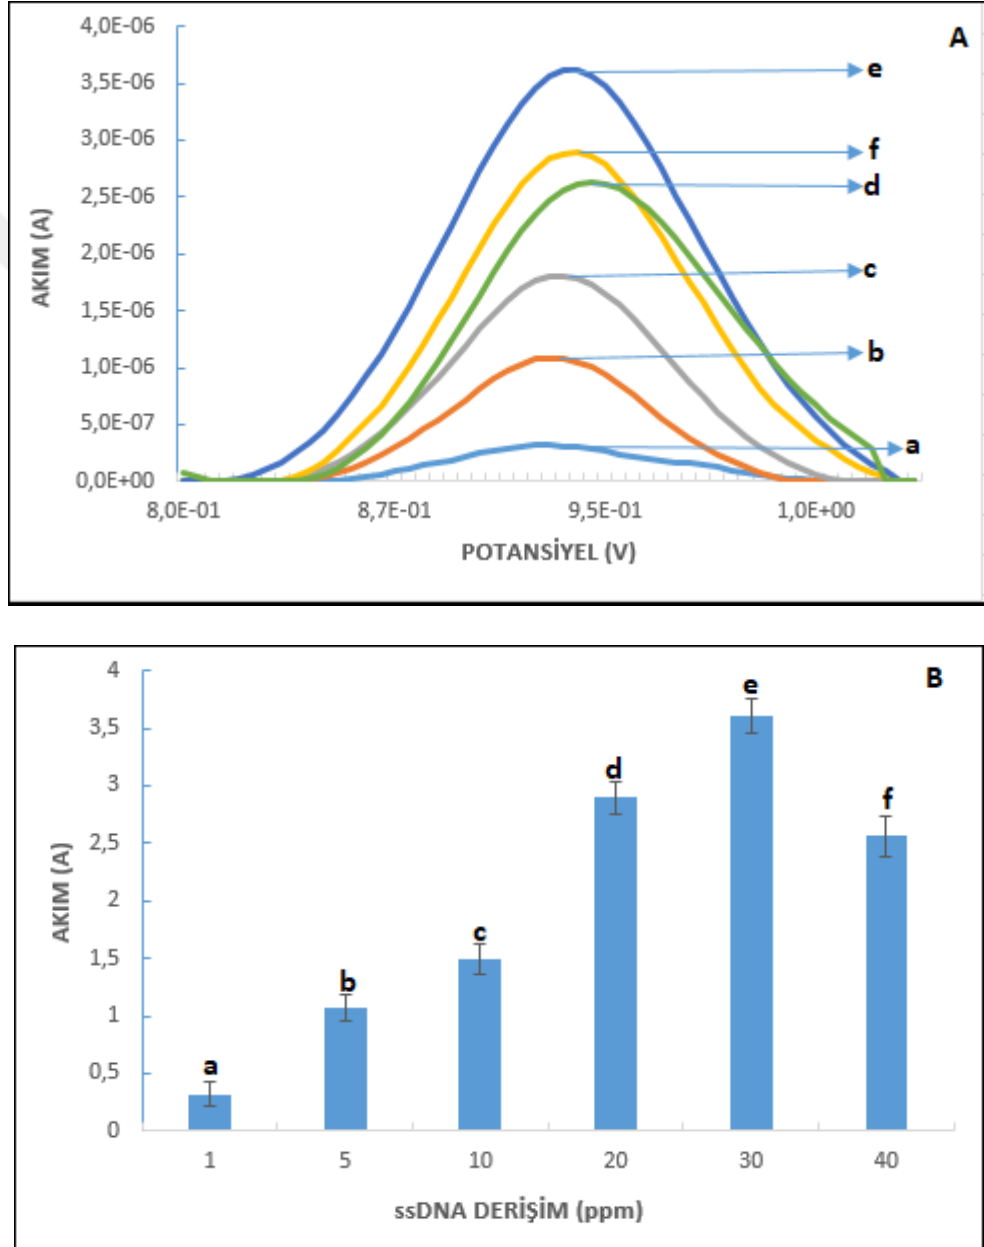 4,0E-06
A
3,5E-06
e
3,0E-06
f
2,5E-06
d
2,0E-06
c
1,5E-06
b
1,0E-06
5,0E-07
a
0,0E+00
8,0E-01 8,7E-01 9,5E-01 1,0E+00
AKIM (A)
POTANSİYEL (V)
4
B
e
3,5
d
3
f
2,5
2
c
1,5
b
1
a
0,5
0
1 5 10 20 30 40
AKIM (A)
ssDNA DERİŞİM (ppm)